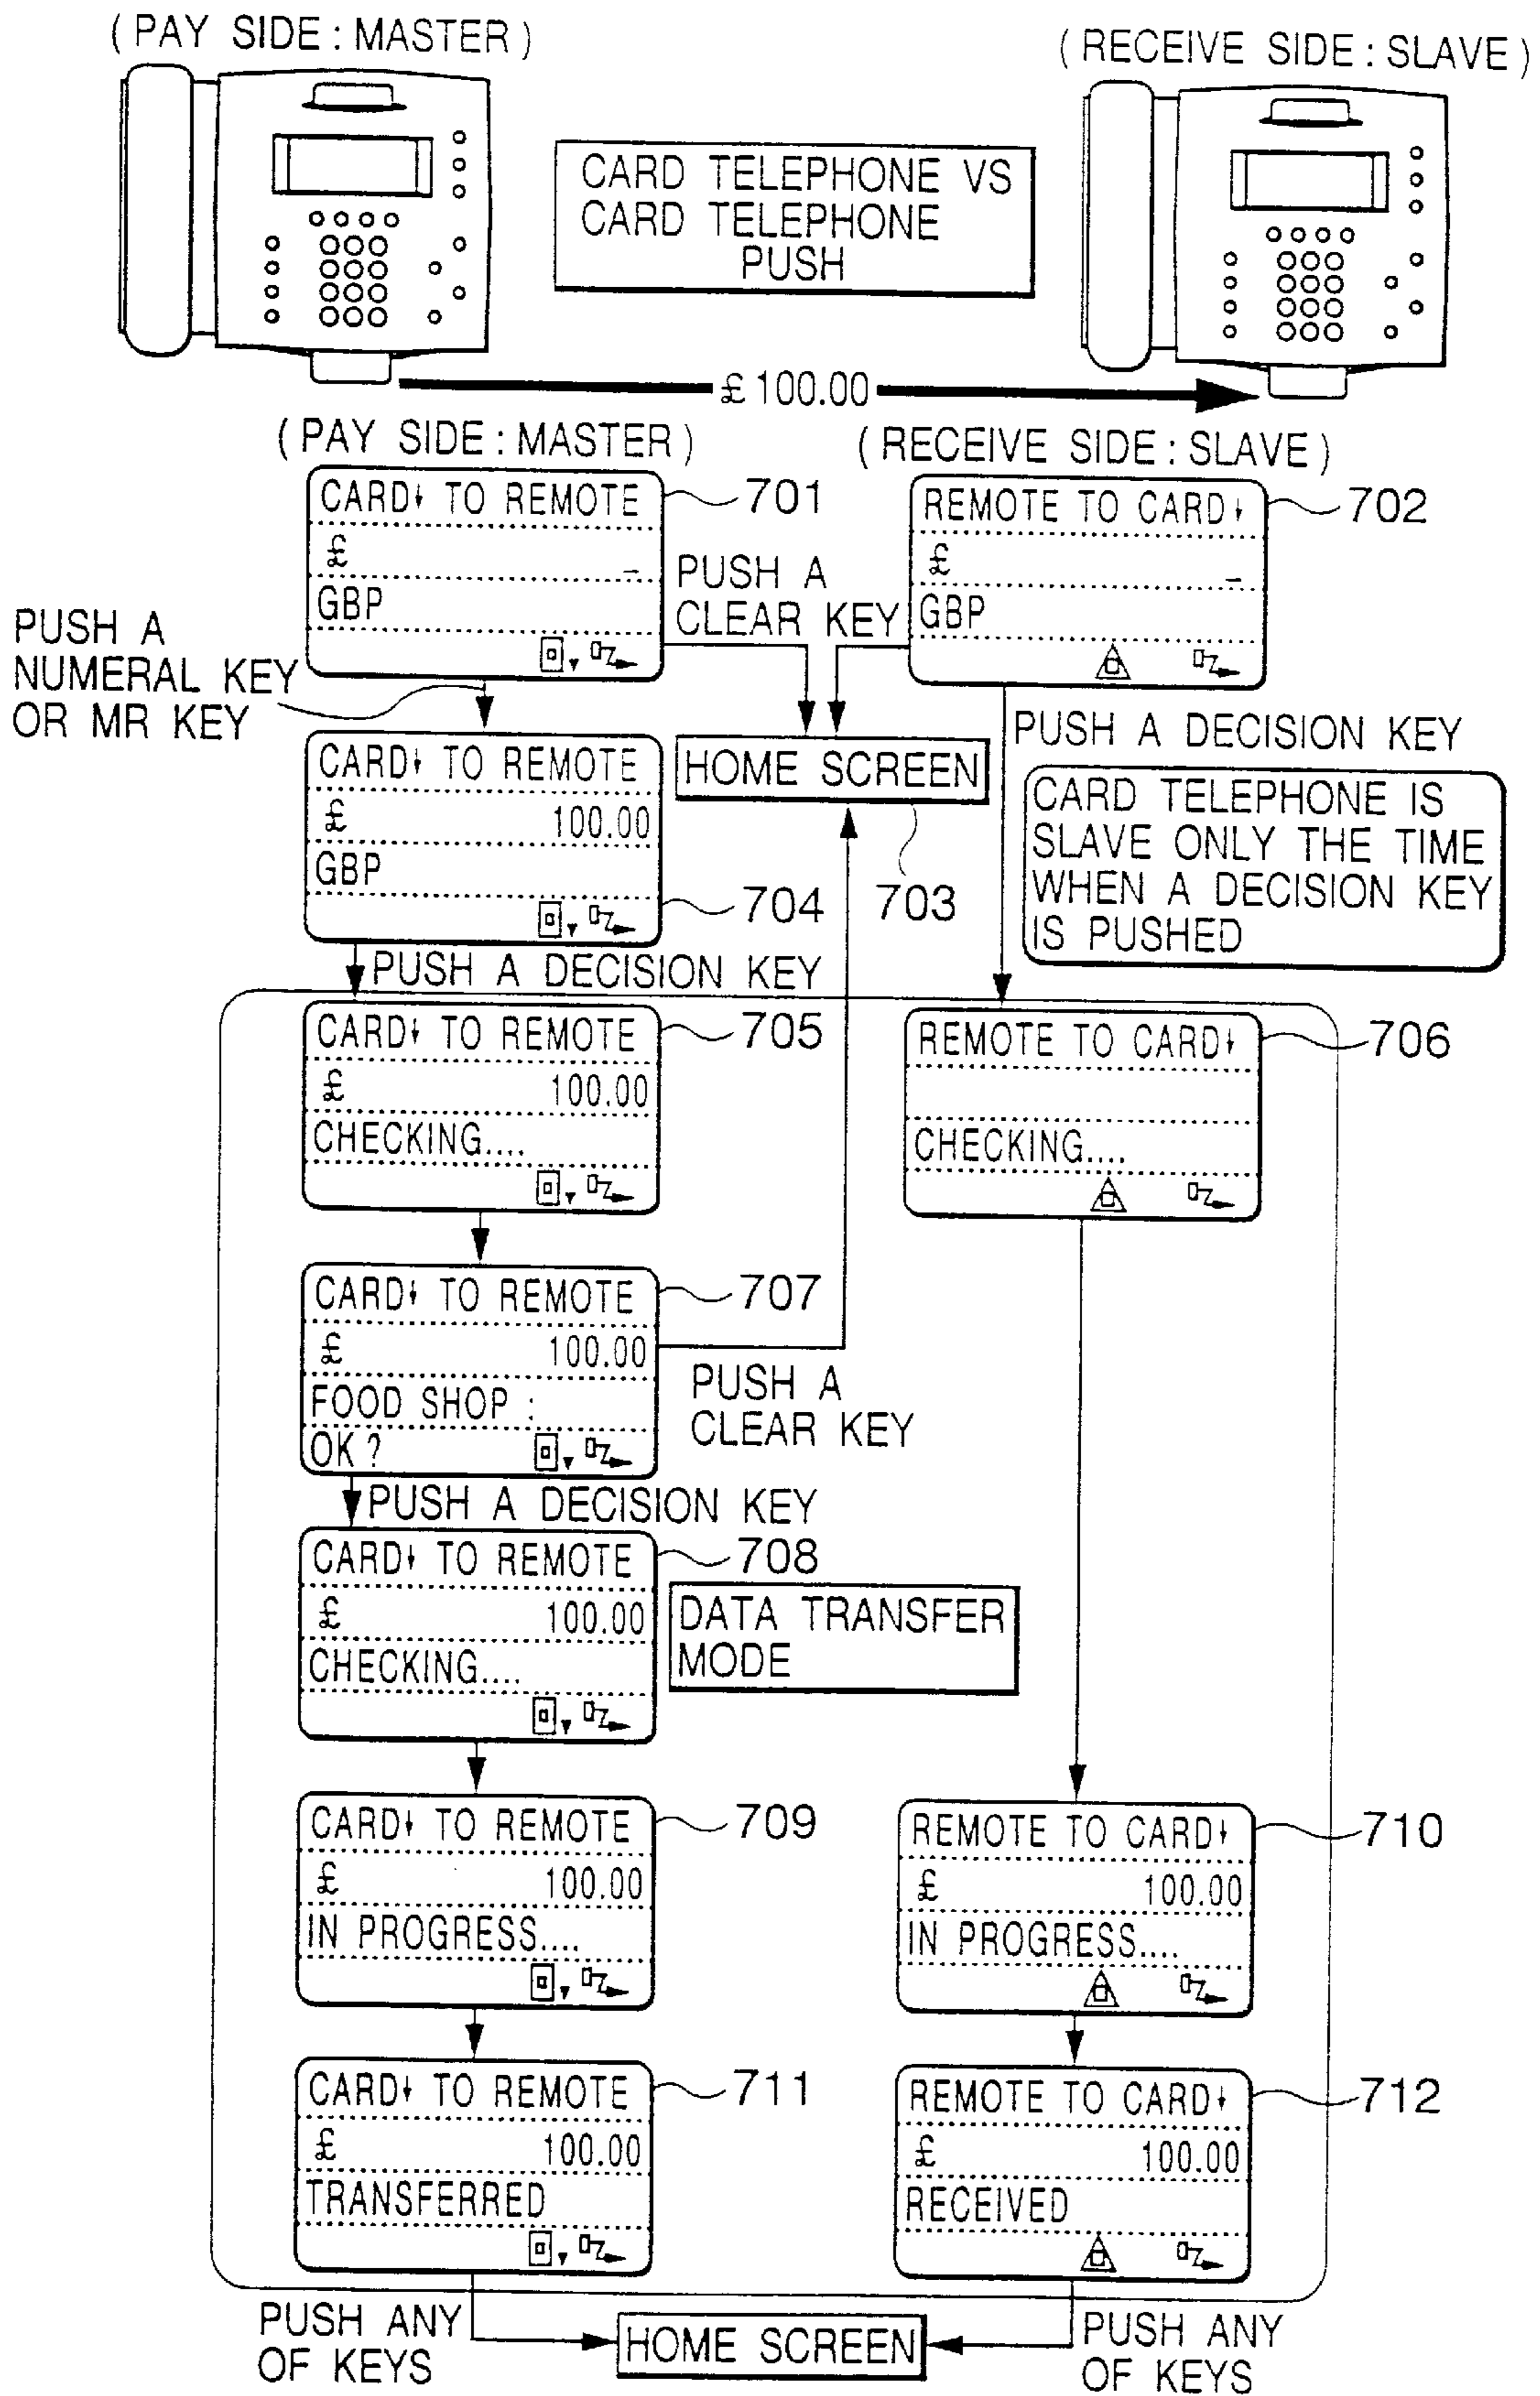 (PAY SIDE : MASTER)
(RECEIVE SIDE : SLAVE)
CARD TELEPHONE VS
CARD TELEPHONE
PUSH
£100.00
(PAY SIDE : MASTER)
(RECEIVE SIDE : SLAVE)
CARD TO REMOTE
£ _
GBP
701
REMOTE TO CARD
£ _
GBP
702
PUSH A
CLEAR KEY
PUSH A
NUMERAL KEY
OR MR KEY
HOME SCREEN
703
PUSH A DECISION KEY
CARD TELEPHONE IS
SLAVE ONLY THE TIME
WHEN A DECISION KEY
IS PUSHED
CARD TO REMOTE
£ 100.00
GBP
704
PUSH A DECISION KEY
CARD TO REMOTE
£ 100.00
CHECKING....
705
REMOTE TO CARD
CHECKING....
706
CARD TO REMOTE
£ 100.00
FOOD SHOP :
OK ?
707
PUSH A
CLEAR KEY
PUSH A DECISION KEY
CARD TO REMOTE
£ 100.00
CHECKING....
708
DATA TRANSFER
MODE
CARD TO REMOTE
£ 100.00
IN PROGRESS....
709
REMOTE TO CARD
£ 100.00
IN PROGRESS....
710
CARD TO REMOTE
£ 100.00
TRANSFERRED
711
REMOTE TO CARD
£ 100.00
RECEIVED
712
PUSH ANY
OF KEYS
HOME SCREEN
PUSH ANY
OF KEYS